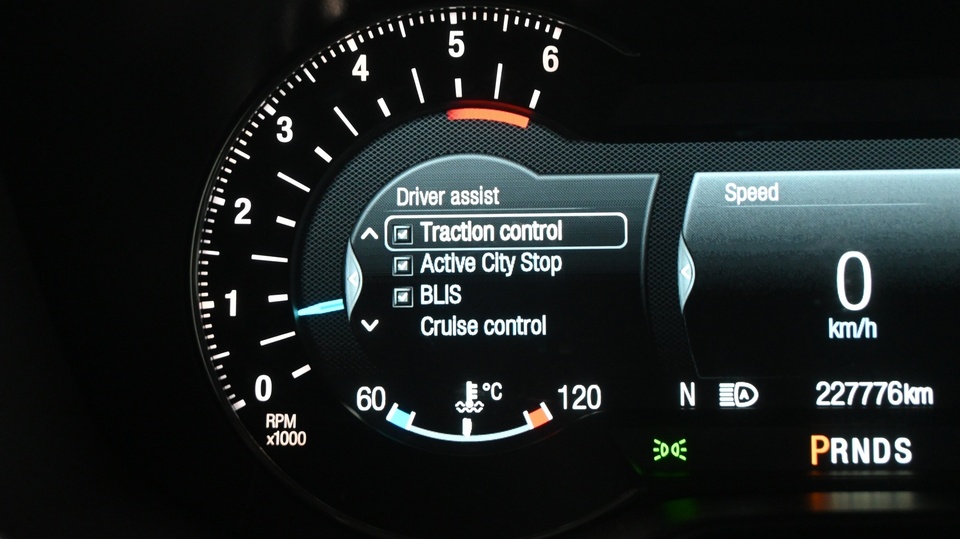 0
1
2
3
4
5
6
RPM
x1000
Driver assist
Traction control
Active City Stop
BLIS
Cruise control
60
°C
120
Speed
0
km/h
N
A
227776km
PRNDS